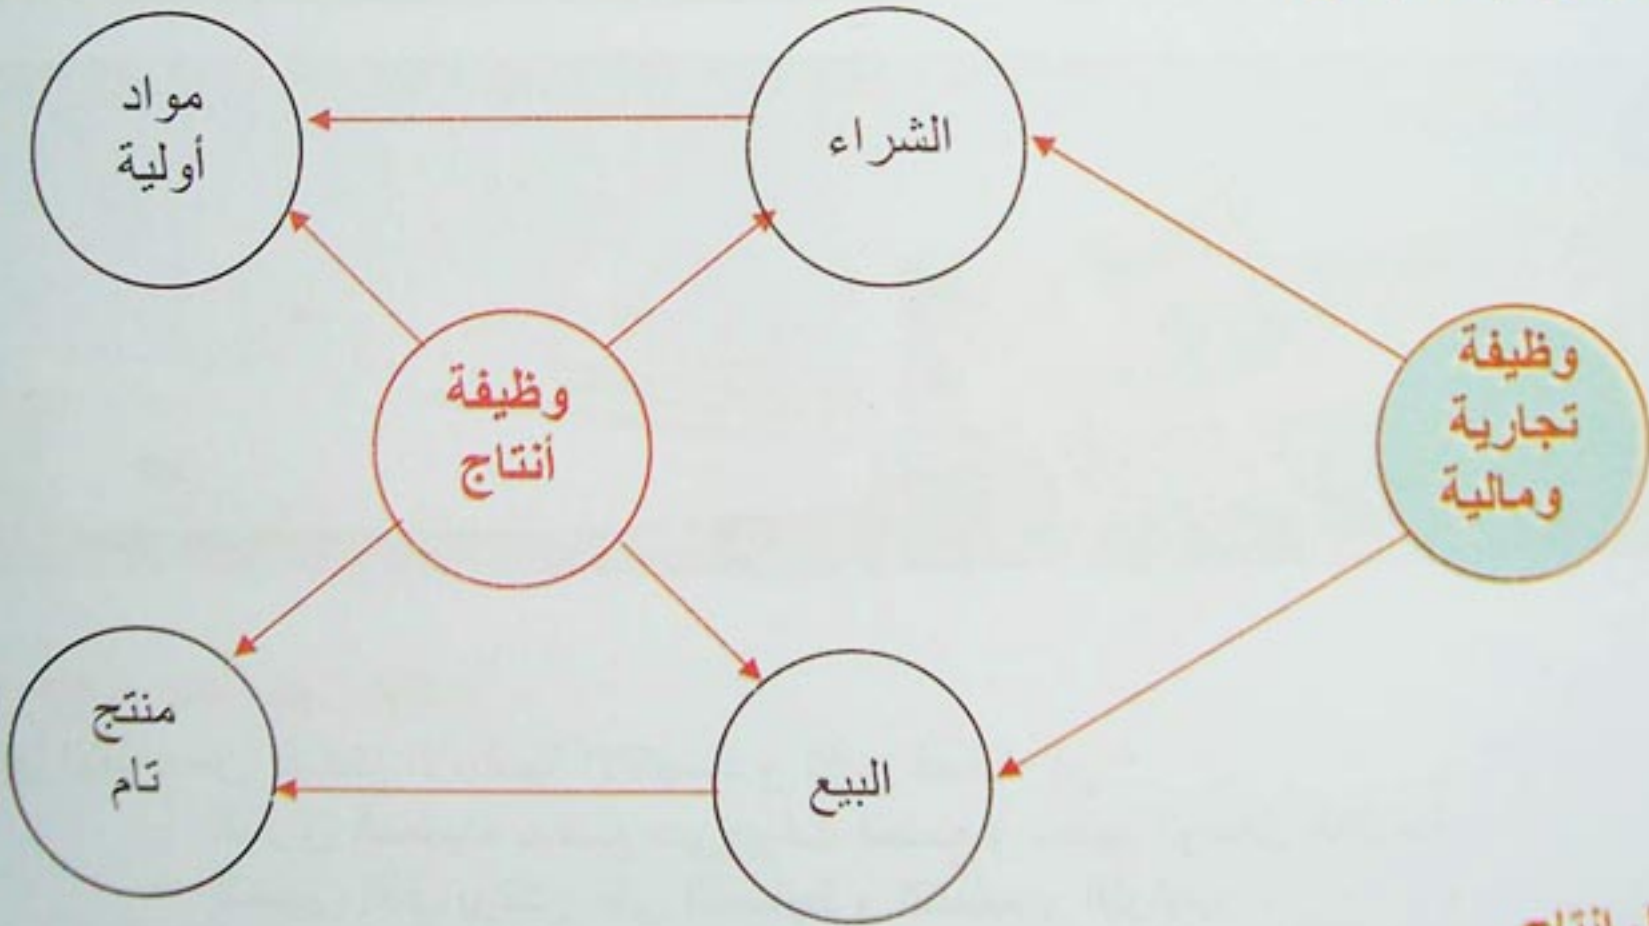 مواد
أولية
الشراء
وظيفة
تجارية
ومالية
وظيفة
أنتاج
منتج
تام
البيع